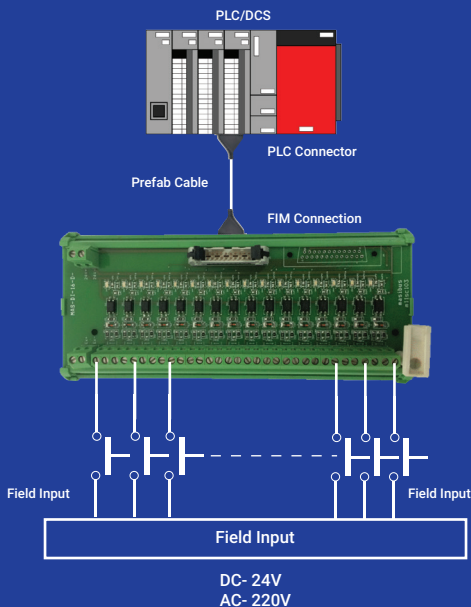 PLC/DCS
PLC Connector
Prefab Cable
FIM Connection
Field Input
Field Input
Field Input
DC- 24V
AC- 220V